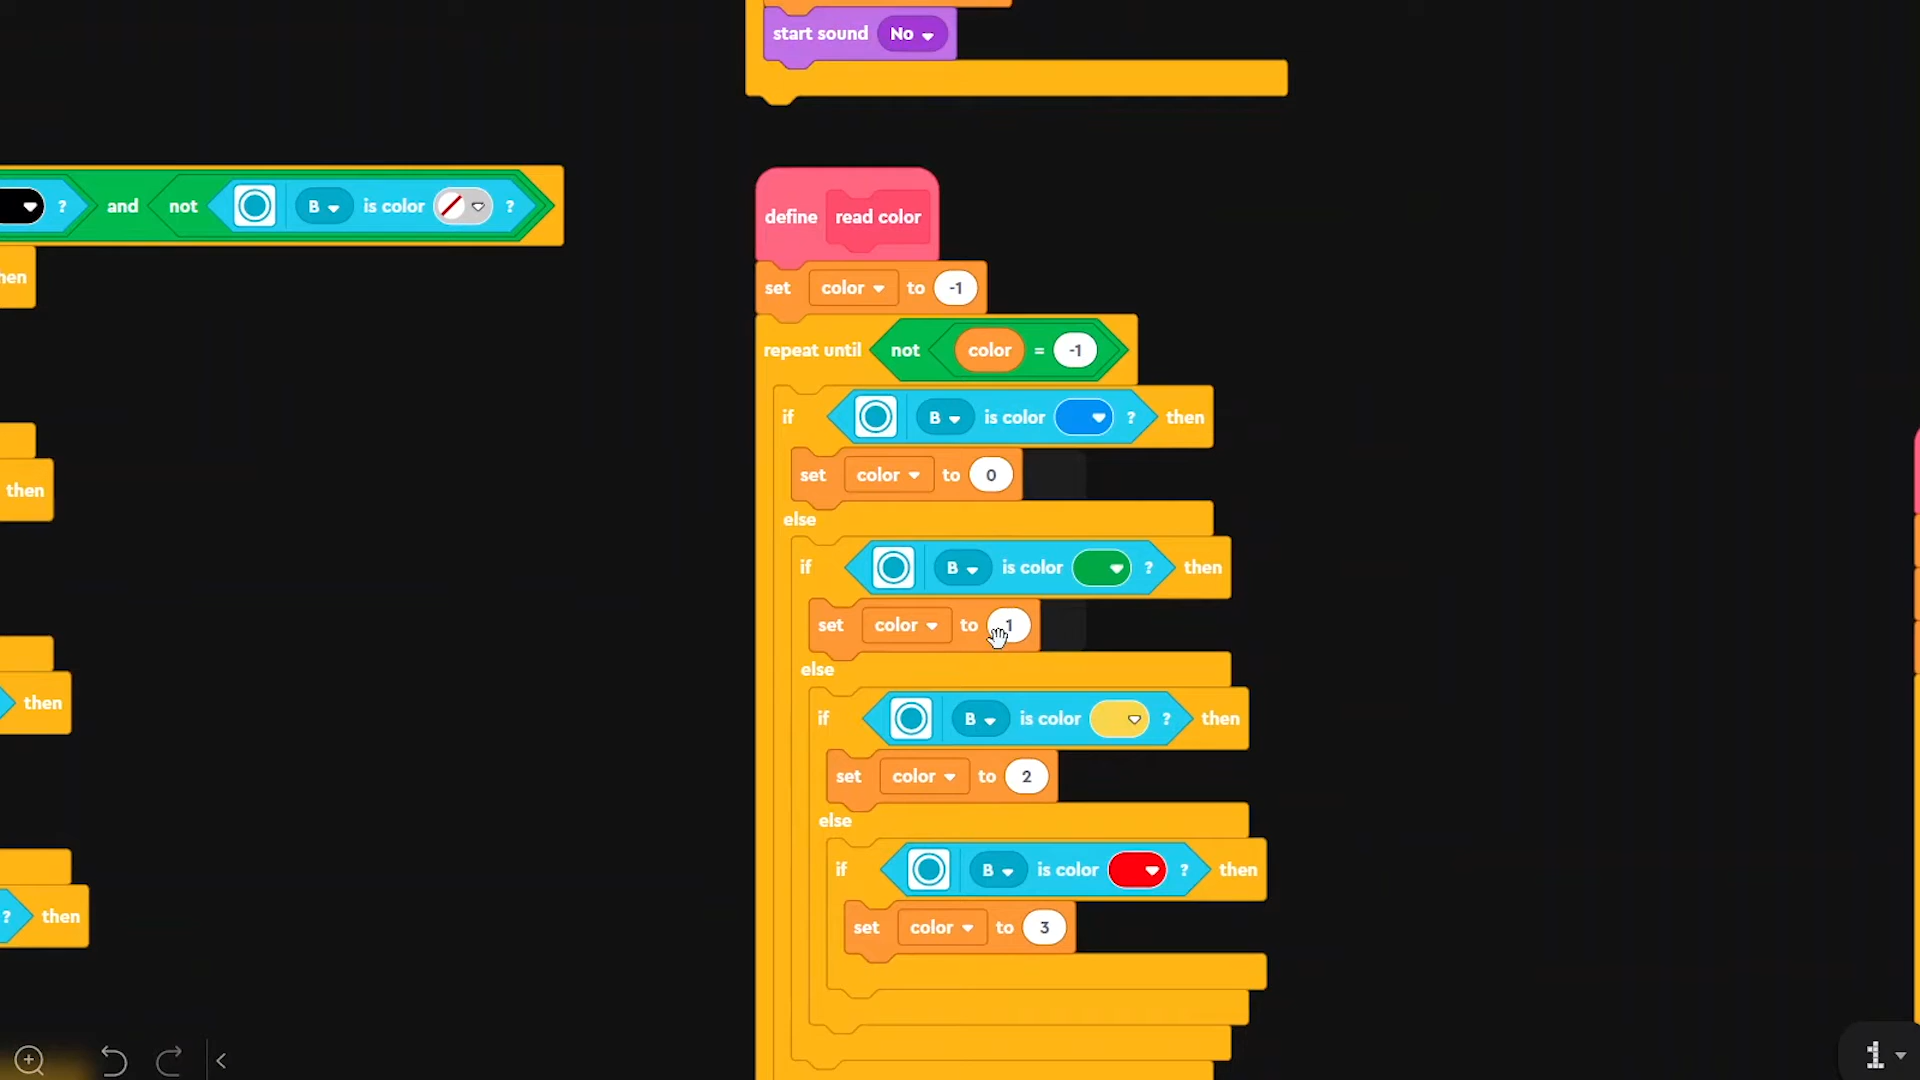 start sound No
? and not B is color ?
define read color
hen
set color to -1
repeat until not color = -1
if B is color ? then
set color to 0
then
else
if B is color ? then
set color to 1
else
then
if B is color ? then
set color to 2
else
if B is color ? then
? then
set color to 3